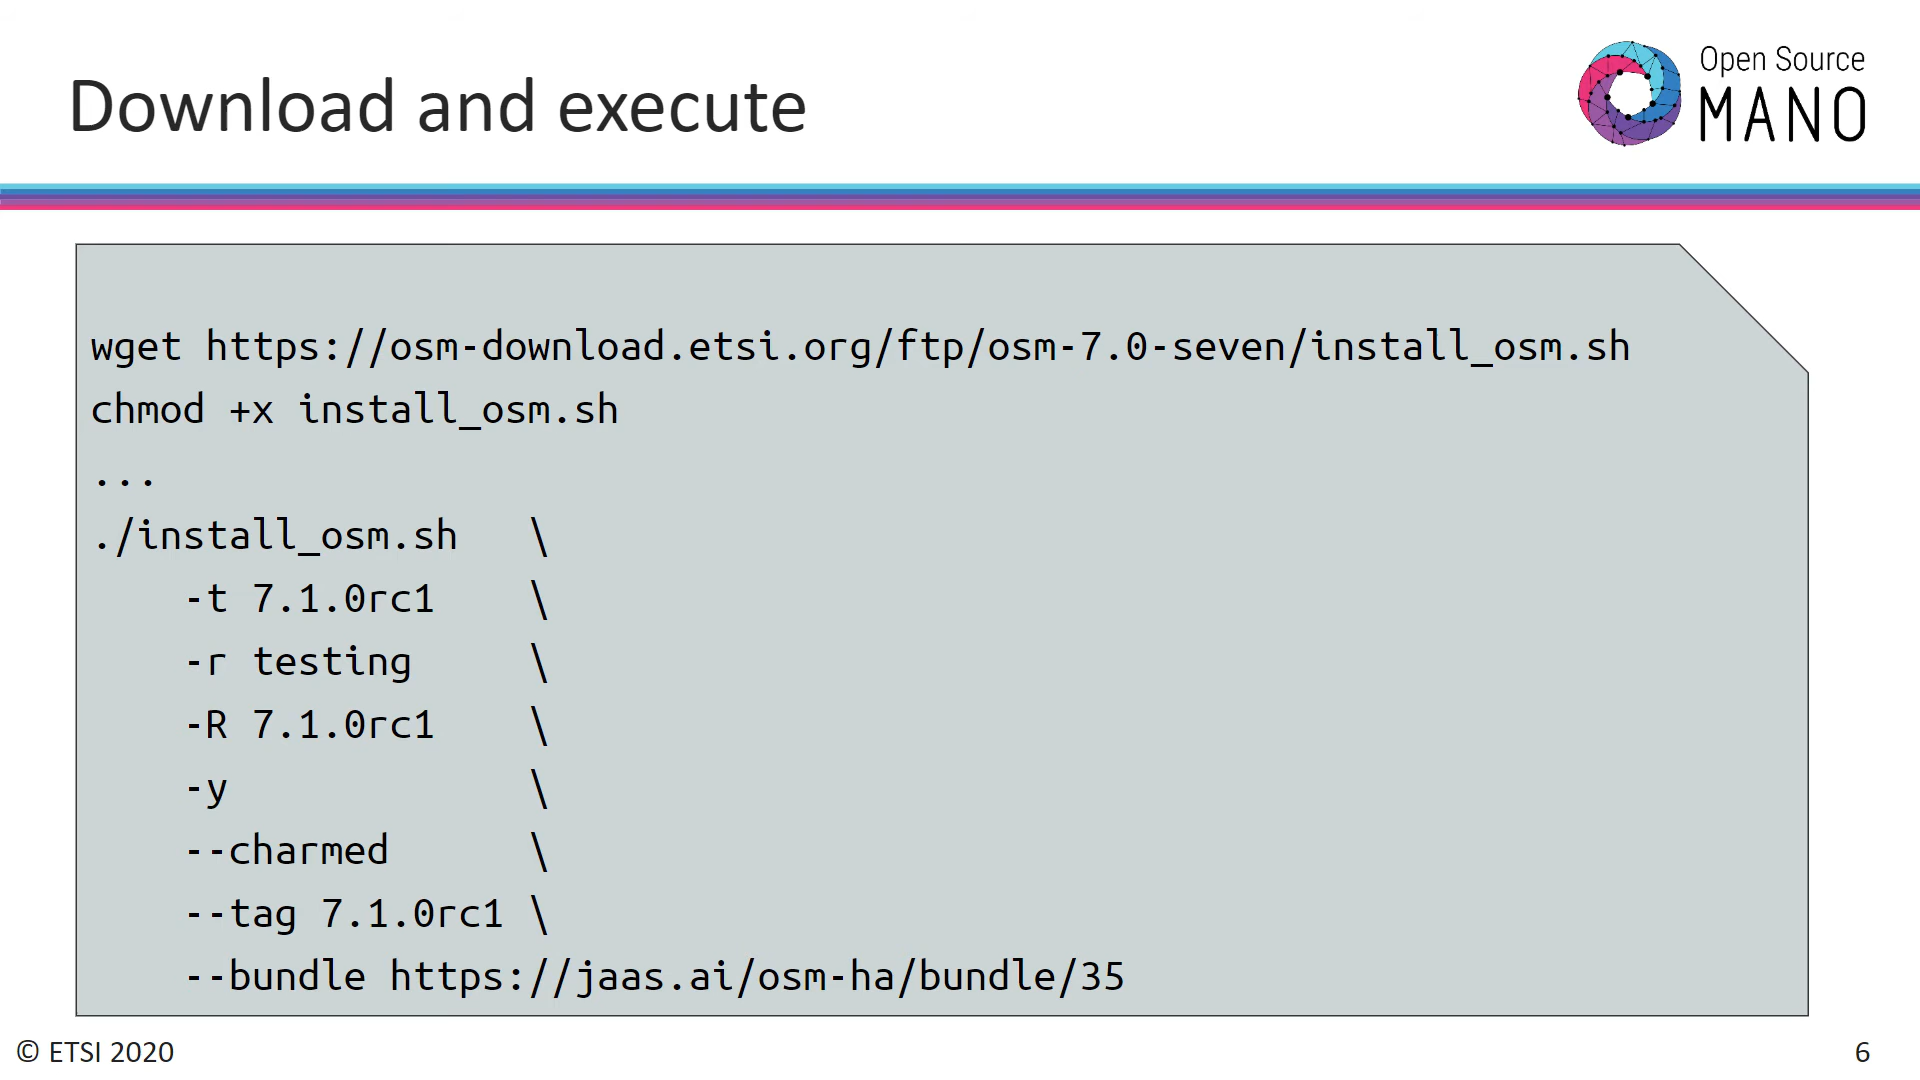 Download and execute
Open Source
MANO
wget https://osm-download.etsi.org/ftp/osm-7.0-seven/install_osm.sh
chmod +x install_osm.sh
...
./install_osm.sh \
-t 7.1.0rc1 \
-r testing \
-R 7.1.0rc1 \
-y \
--charmed \
--tag 7.1.0rc1 \
--bundle https://jaas.ai/osm-ha/bundle/35
© ETSI 2020
6